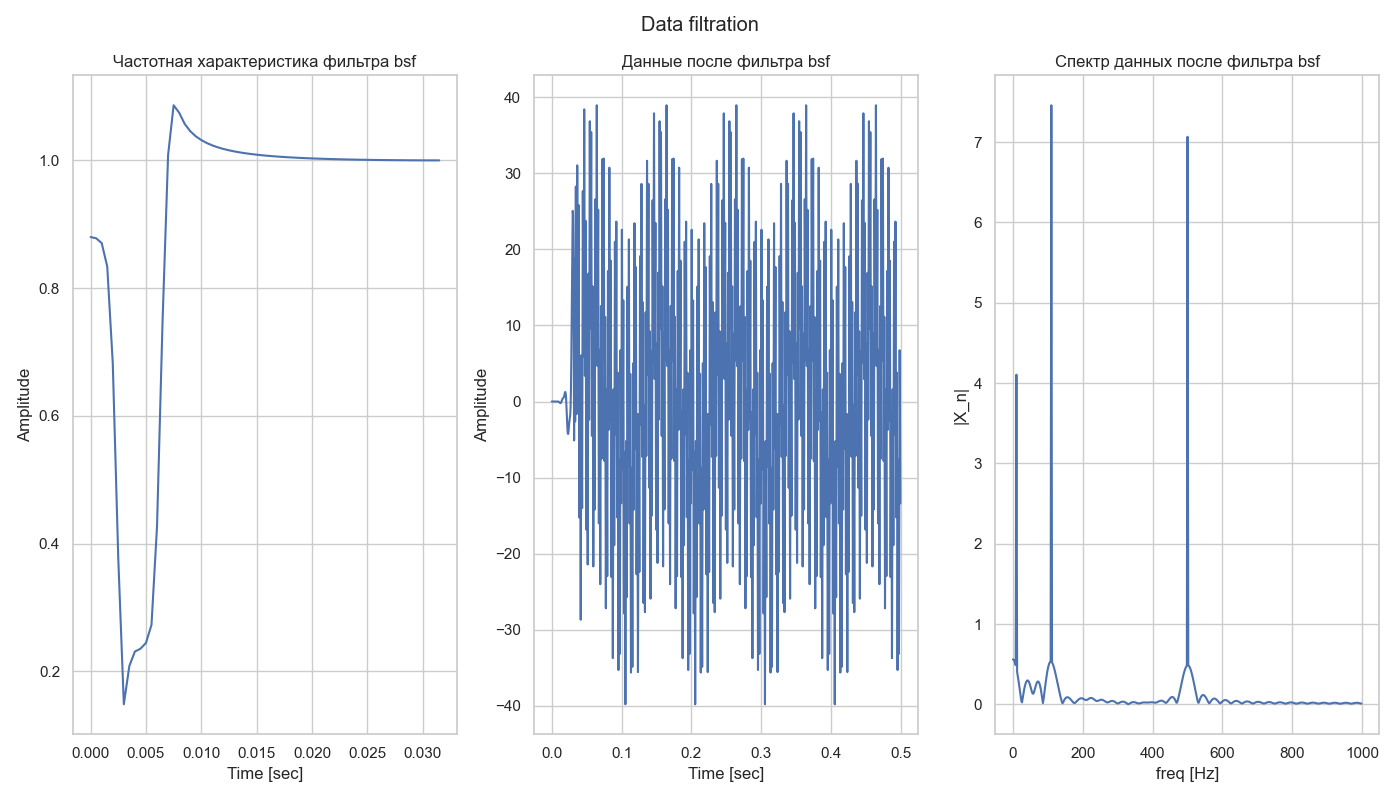 Data filtration
Частотная характеристика фильтра bsf
Amplitude
1.0
0.8
0.6
0.4
0.2
0.000 0.005 0.010 0.015 0.020 0.025 0.030
Time [sec]
Данные после фильтра bsf
Amplitude
40
30
20
10
0
−10
−20
−30
−40
0.0 0.1 0.2 0.3 0.4 0.5
Time [sec]
Спектр данных после фильтра bsf
|X_n|
7
6
5
4
3
2
1
0
0 200 400 600 800 1000
freq [Hz]